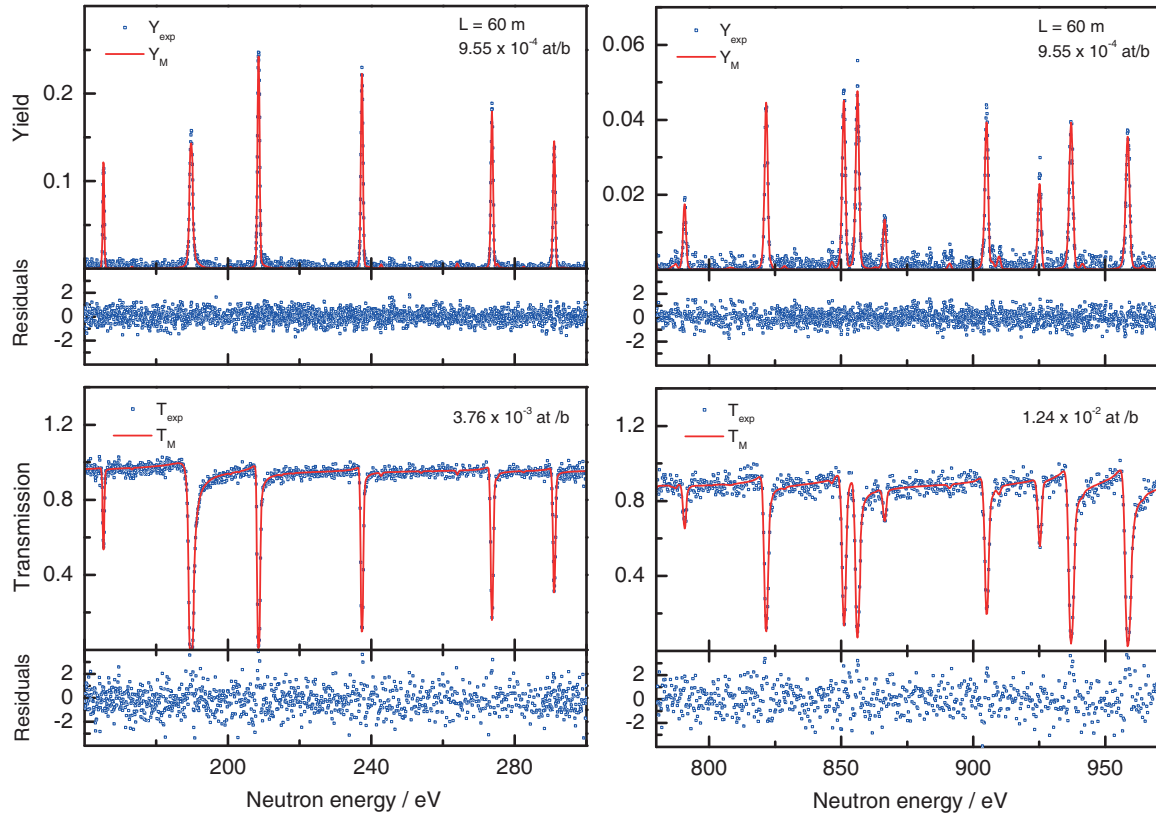 Y_exp
Y_M
L = 60 m
9.55 x 10^-4 at/b
Yield
0.2
0.1
Residuals
2
0
-2
Y_exp
Y_M
L = 60 m
9.55 x 10^-4 at/b
0.06
0.04
0.02
2
0
-2
T_exp
T_M
3.76 x 10^-3 at /b
Transmission
1.2
0.8
0.4
Residuals
2
0
-2
200
240
280
Neutron energy / eV
T_exp
T_M
1.24 x 10^-2 at /b
1.2
0.8
0.4
2
0
-2
800
850
900
950
Neutron energy / eV